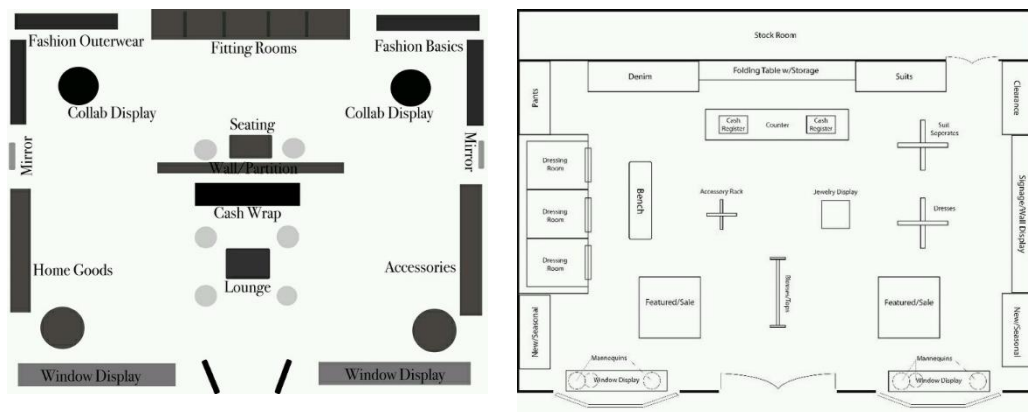 Fashion Outerwear
Fitting Rooms
Fashion Basics
Collab Display
Collab Display
Seating
Mirror
Wall/Partition
Mirror
Cash Wrap
Home Goods
Accessories
Lounge
Window Display
Window Display
Stock Room
Pants
Denim
Folding Table w/Storage
Suits
Clearance
Cash
Register
Counter
Cash
Register
Suit
Seperates
Dressing
Room
Bench
Accessory Rack
Jewelry Display
Signage/Wall Display
Dressing
Room
Dresses
Dressing
Room
Blouses/Tops
New/Seasonal
Featured/Sale
Featured/Sale
New/Seasonal
Mannequins
Window Display
Mannequins
Window Display